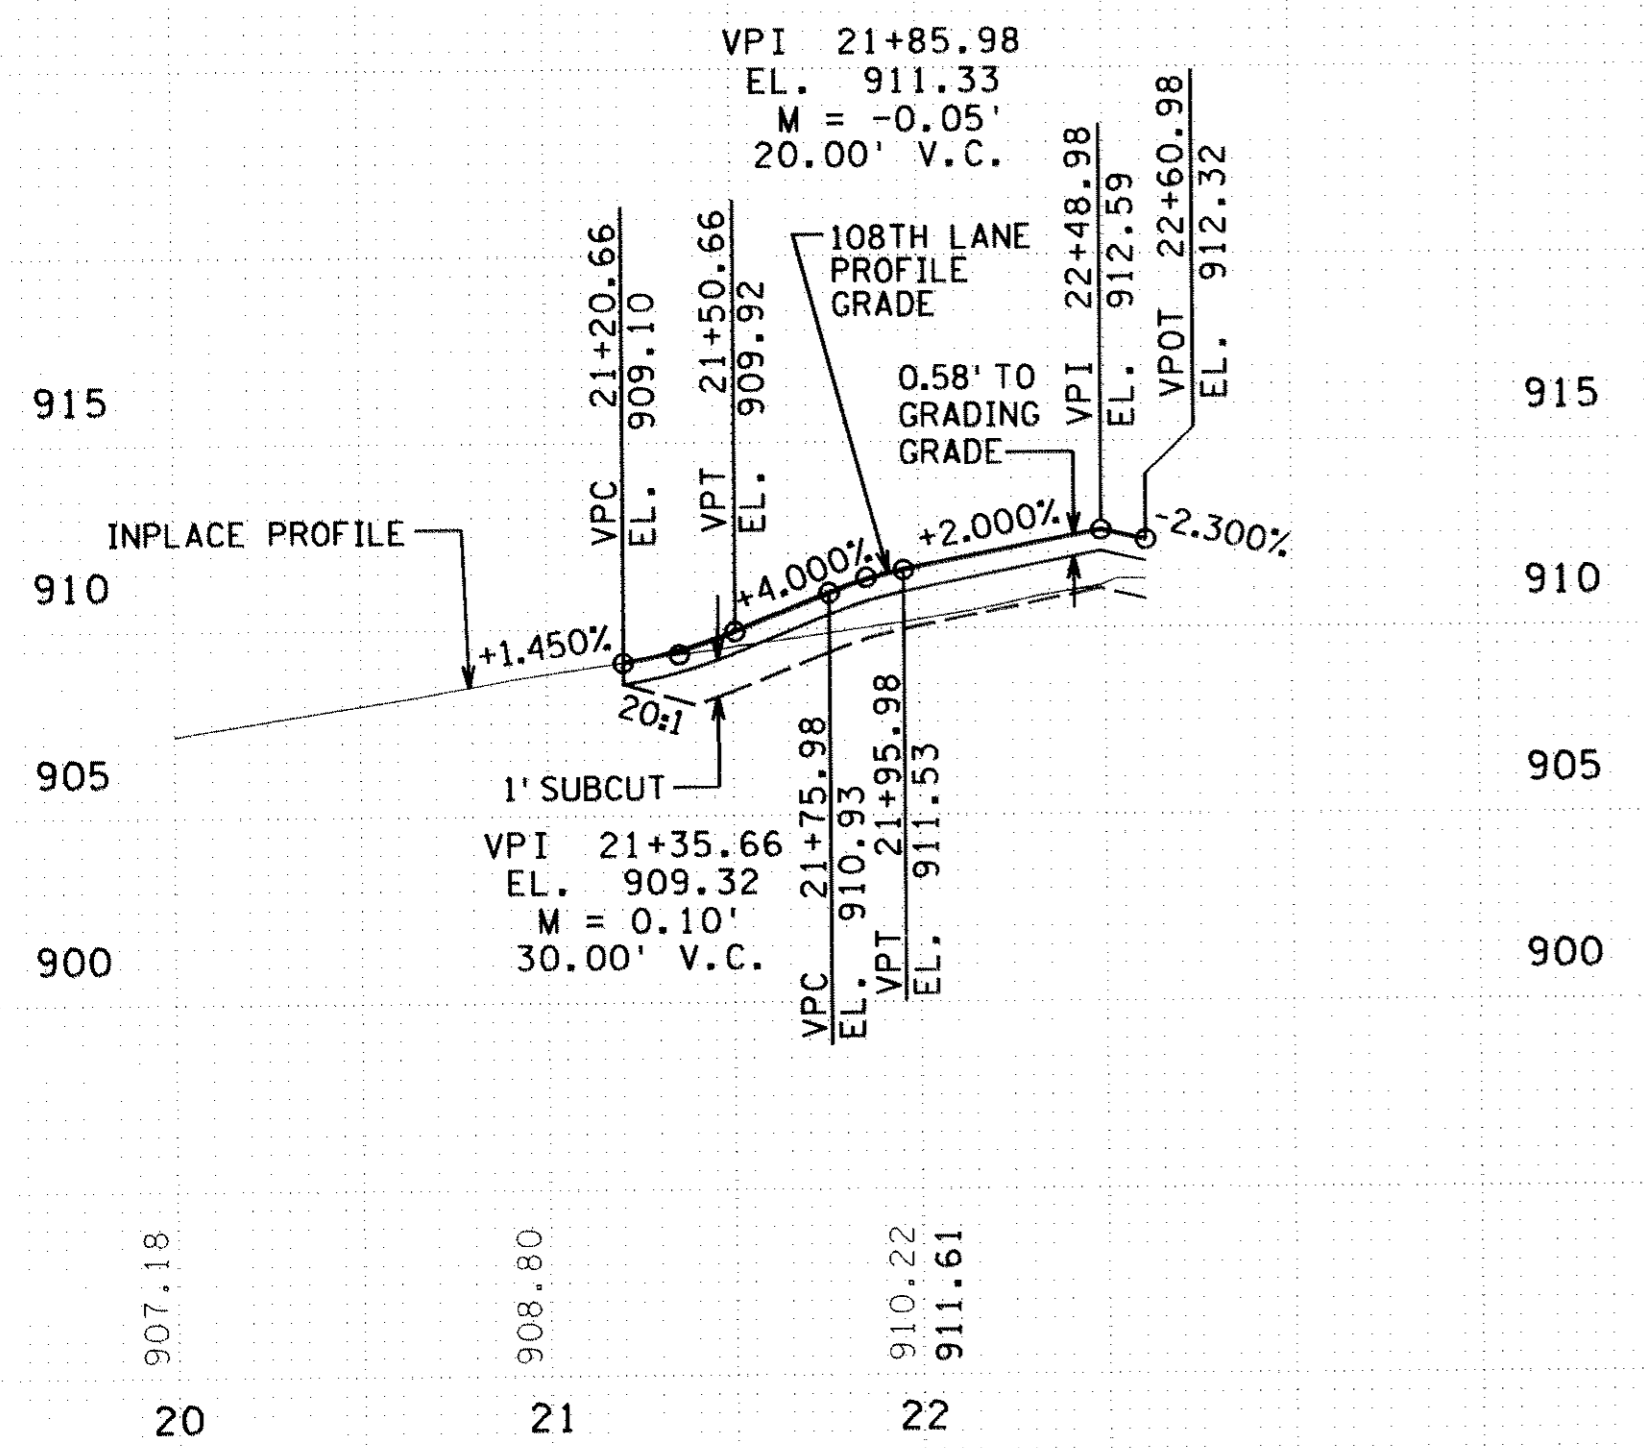 VPI 21+85.98
EL. 911.33
M = -0.05'
20.00' V.C.
VPC 21+20.66
EL. 909.10
VPT 21+50.66
EL. 909.92
108TH LANE
PROFILE
GRADE
0.58' TO
GRADING
GRADE
VPI 22+48.98
EL. 912.59
VPOT 22+60.98
EL. 912.32
915
915
INPLACE PROFILE
+1.450%
+4.000%
+2.000%
-2.300%
910
910
20:1
1' SUBCUT
905
905
VPI 21+35.66
EL. 909.32
M = 0.10'
30.00' V.C.
VPC 21+75.98
EL. 910.93
VPT 21+95.98
EL. 911.53
900
900
907.18
908.80
910.22
911.61
20
21
22